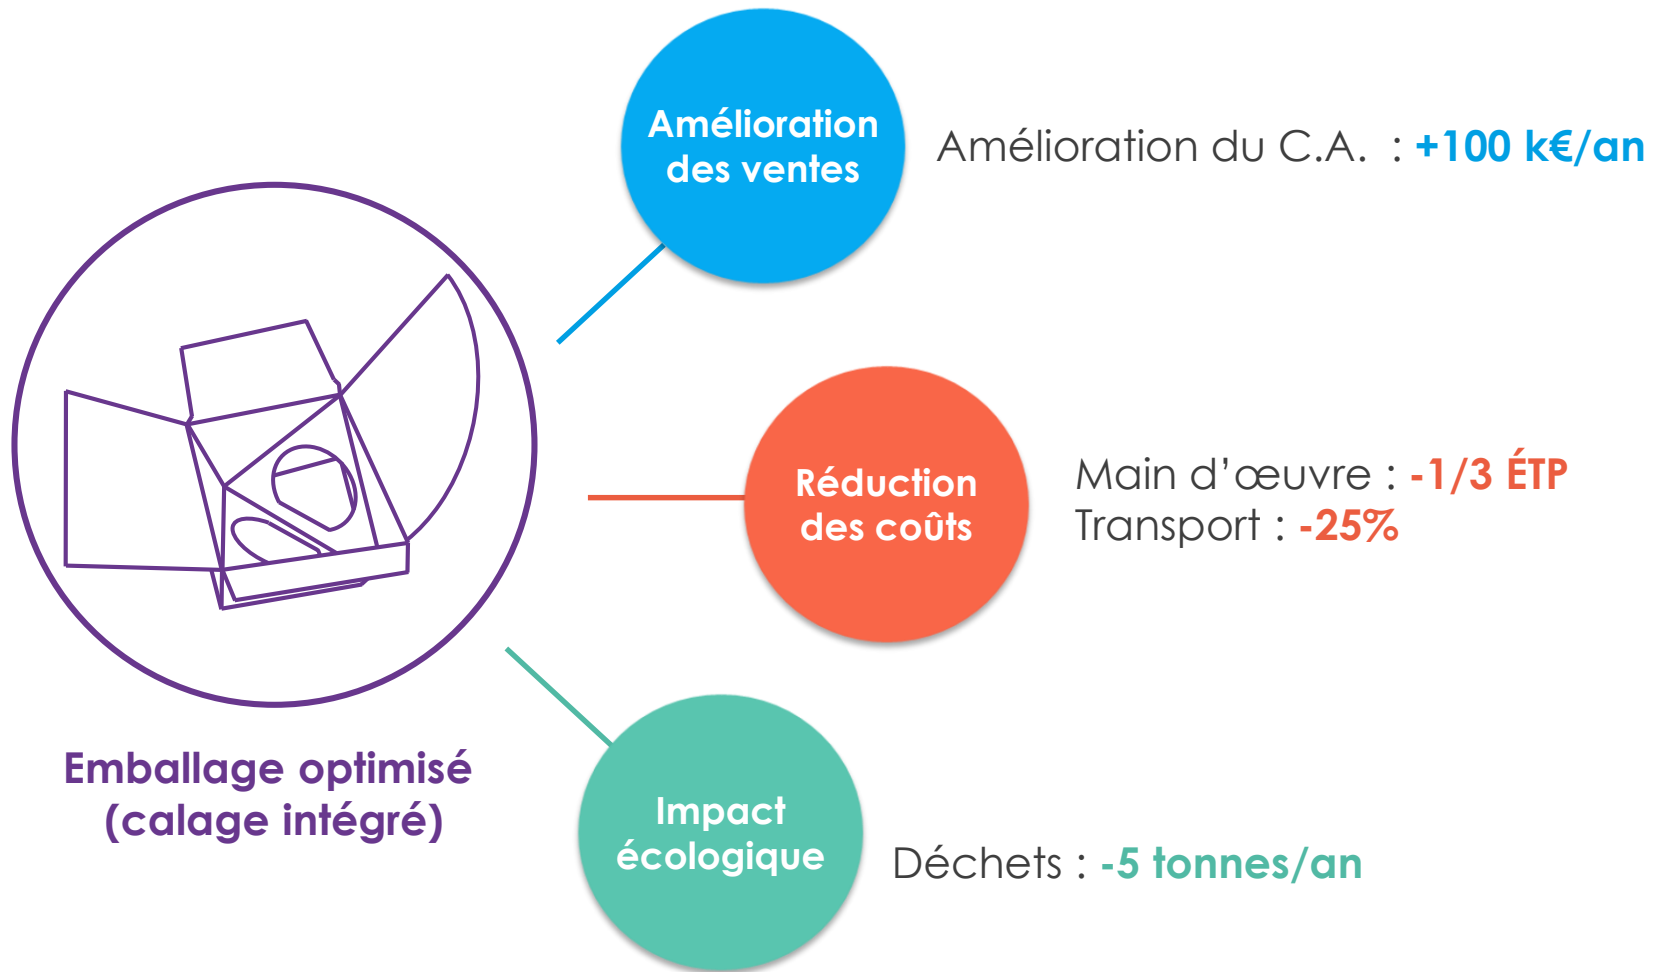 Amélioration
des ventes
Amélioration du C.A. : +100 k€/an
Réduction
des coûts
Main d’œuvre : -1/3 ÉTP
Transport : -25%
Emballage optimisé
(calage intégré)
Impact
écologique
Déchets : -5 tonnes/an